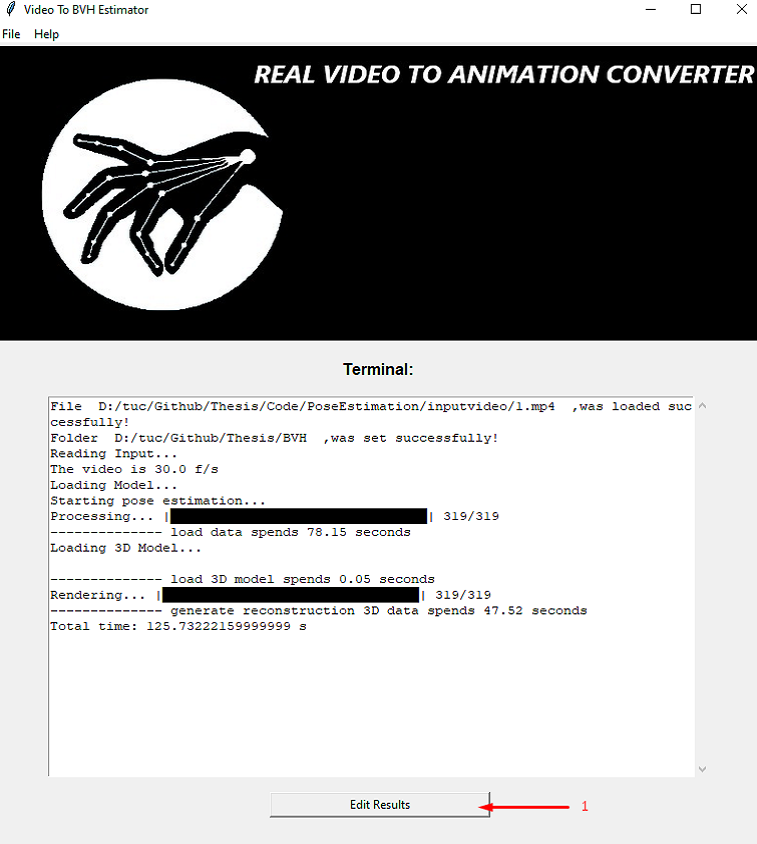 Video To BVH Estimator
File Help
REAL VIDEO TO ANIMATION CONVERTER
Terminal:
File  D:/tuc/Github/Thesis/Code/PoseEstimation/inputvideo/1.mp4  ,was loaded suc
cessfully!
Folder  D:/tuc/Github/Thesis/BVH  ,was set successfully!
Reading Input...
The video is 30.0 f/s
Loading Model...
Starting pose estimation...
Processing... |████████████████████████████████| 319/319
-------------- load data spends 78.15 seconds
Loading 3D Model...
-------------- load 3D model spends 0.05 seconds
Rendering... |████████████████████████████████| 319/319
-------------- generate reconstruction 3D data spends 47.52 seconds
Total time: 125.73222159999999 s
Edit Results
1